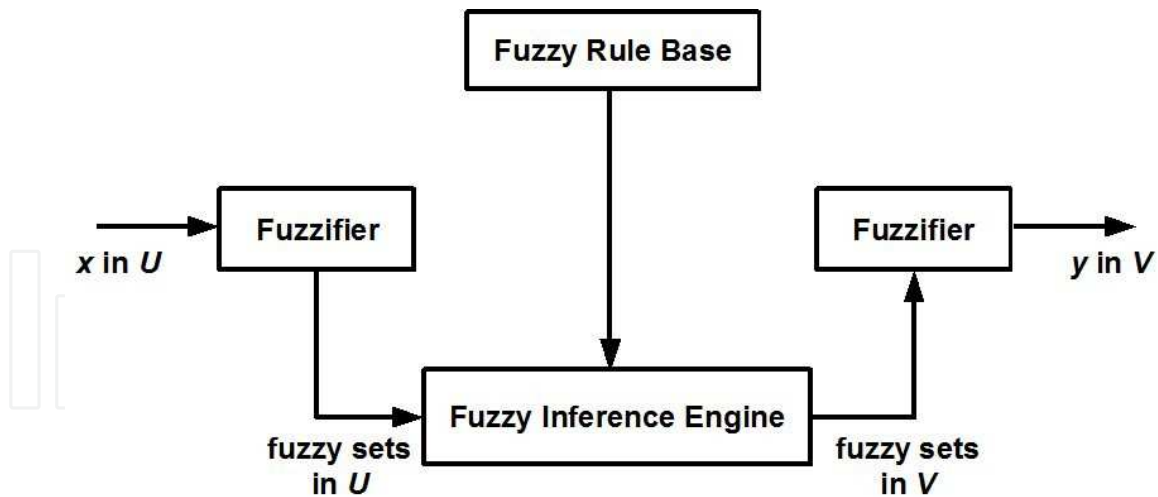 Fuzzy Rule Base
Fuzzifier
Fuzzifier
x in U
y in V
Fuzzy Inference Engine
fuzzy sets
in U
fuzzy sets
in V